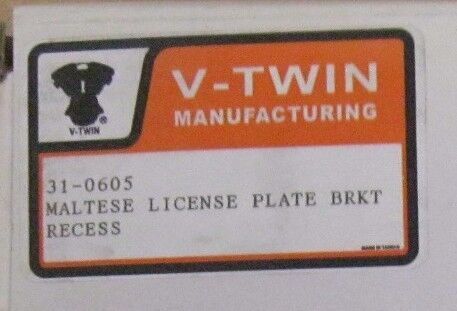 V-TWIN
MANUFACTURING
V-TWIN ®
31-0605
MALTESE LICENSE PLATE BRKT
RECESS
MADE IN TAIWAN